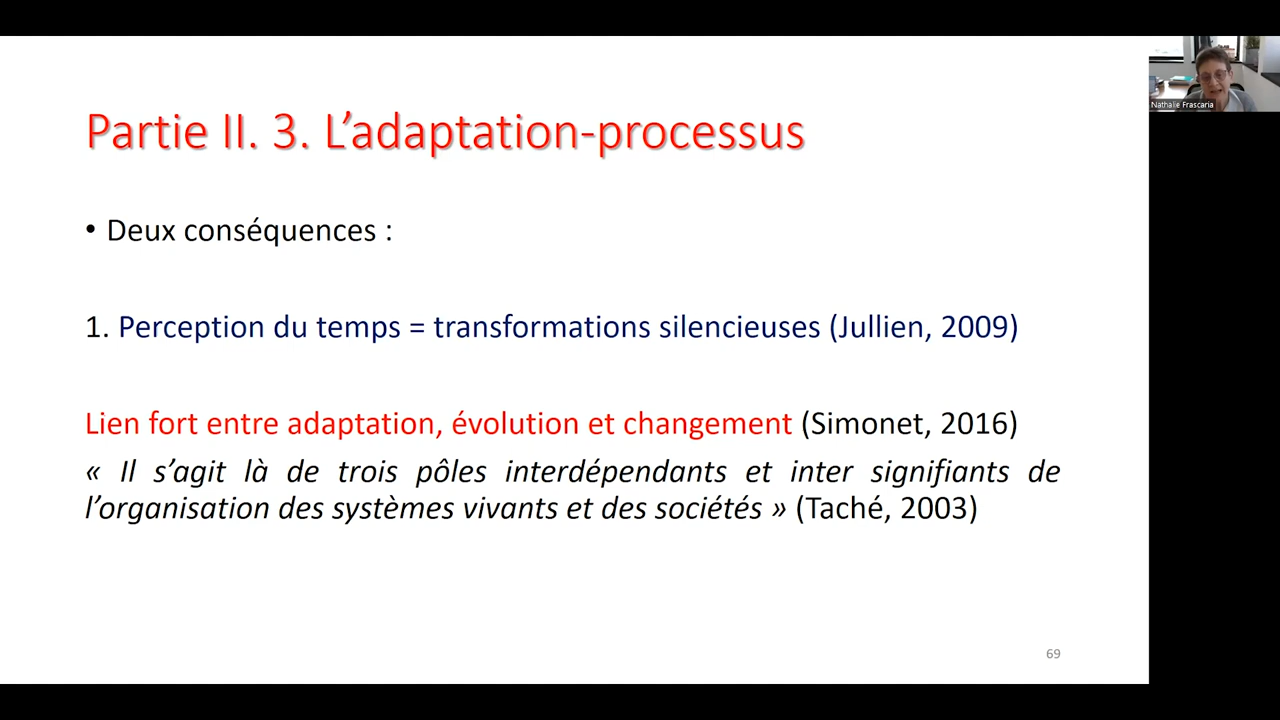 Nathalie Frascaria
Partie II. 3. L’adaptation-processus
• Deux conséquences :
1. Perception du temps = transformations silencieuses (Jullien, 2009)
Lien fort entre adaptation, évolution et changement (Simonet, 2016)
« Il s’agit là de trois pôles interdépendants et inter signifiants de
l’organisation des systèmes vivants et des sociétés » (Taché, 2003)
69